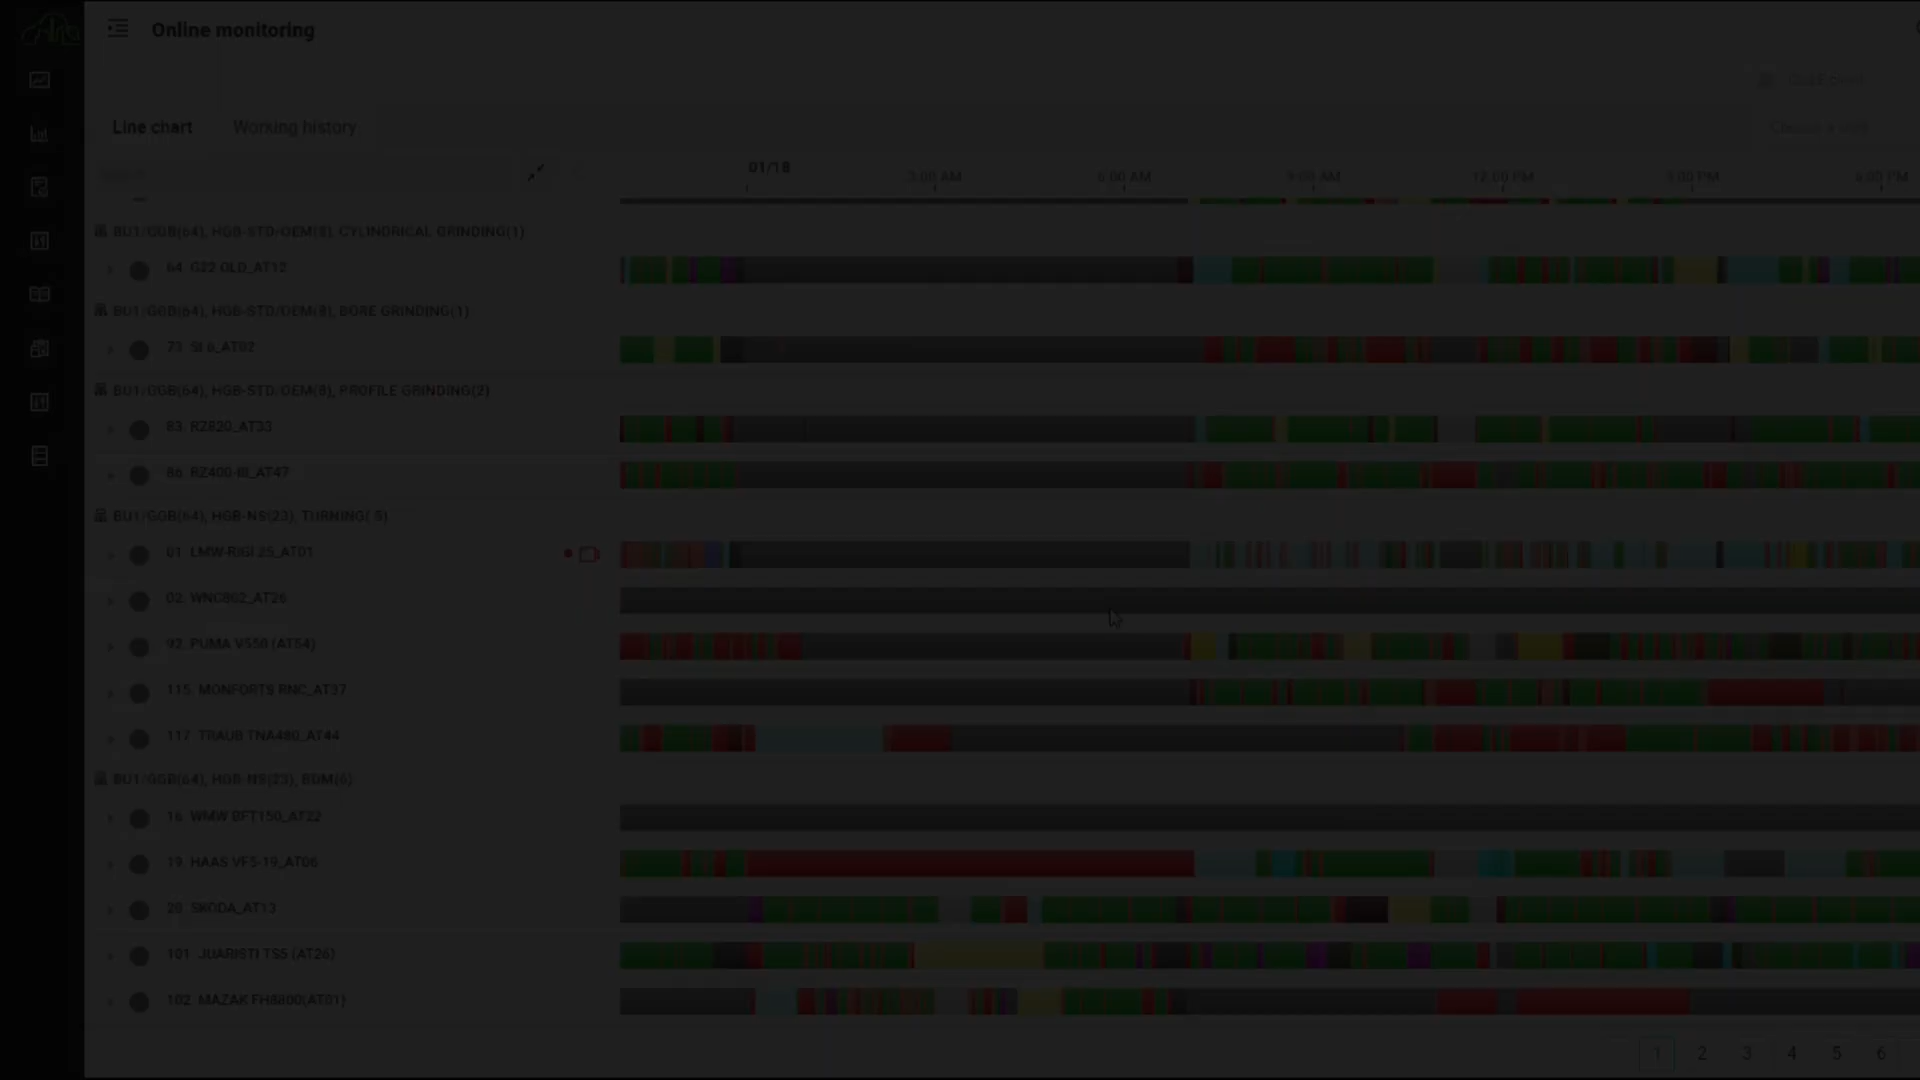 Online monitoring
Line chart
Working history
01/18
3:00 AM
6:00 AM
9:00 AM
12:00 PM
3:00 PM
6:00 PM
BU1/GGB(64), HGB-STD/OEM(8), CYLINDRICAL GRINDING(1)
64. G22 OLD_AT12
BU1/GGB(64), HGB-STD/OEM(8), BORE GRINDING(1)
BU1/GGB(64), HGB-STD/OEM(8), PROFILE GRINDING(2)
83. RZ820_AT33
86. RZ400-BI_AT47
BU1/GGB(64), HGB-NS(23), TURNING( 5)
01. LMW-RIGI 25_AT01
02. WNC802_AT26
92. PUMA V550 (AT54)
115. MONFORTS RNC_AT37
117. TRAUB TNA480_AT44
BU1/GGB(64), HGB-NS(23), BDM(6)
16. WMW BFT150_AT22
19. HAAS VF5-19_AT06
20. SKODA_AT13
101. JUARISTI TS5 (AT26)
102. MAZAK FH8800(AT01)
1 2 3 4 5 6